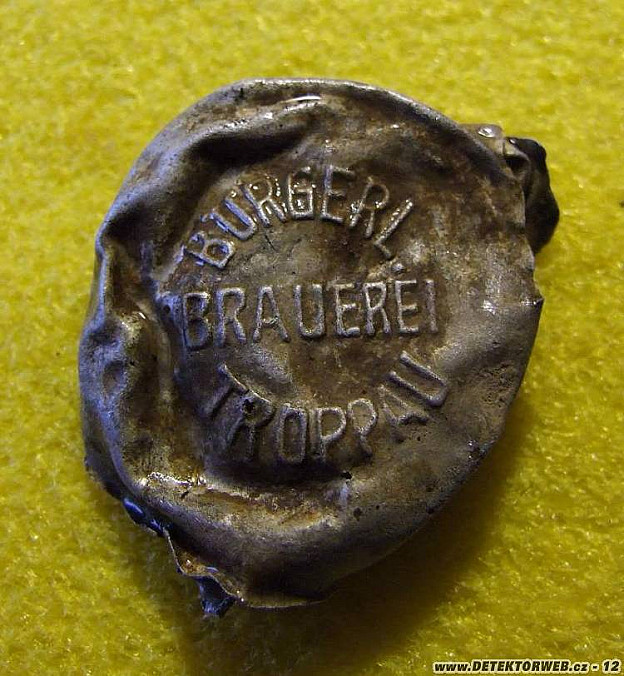 BÜRGERL.
BRAUEREI
TROPPAU
www.DETEKTORWEB.cz - 12